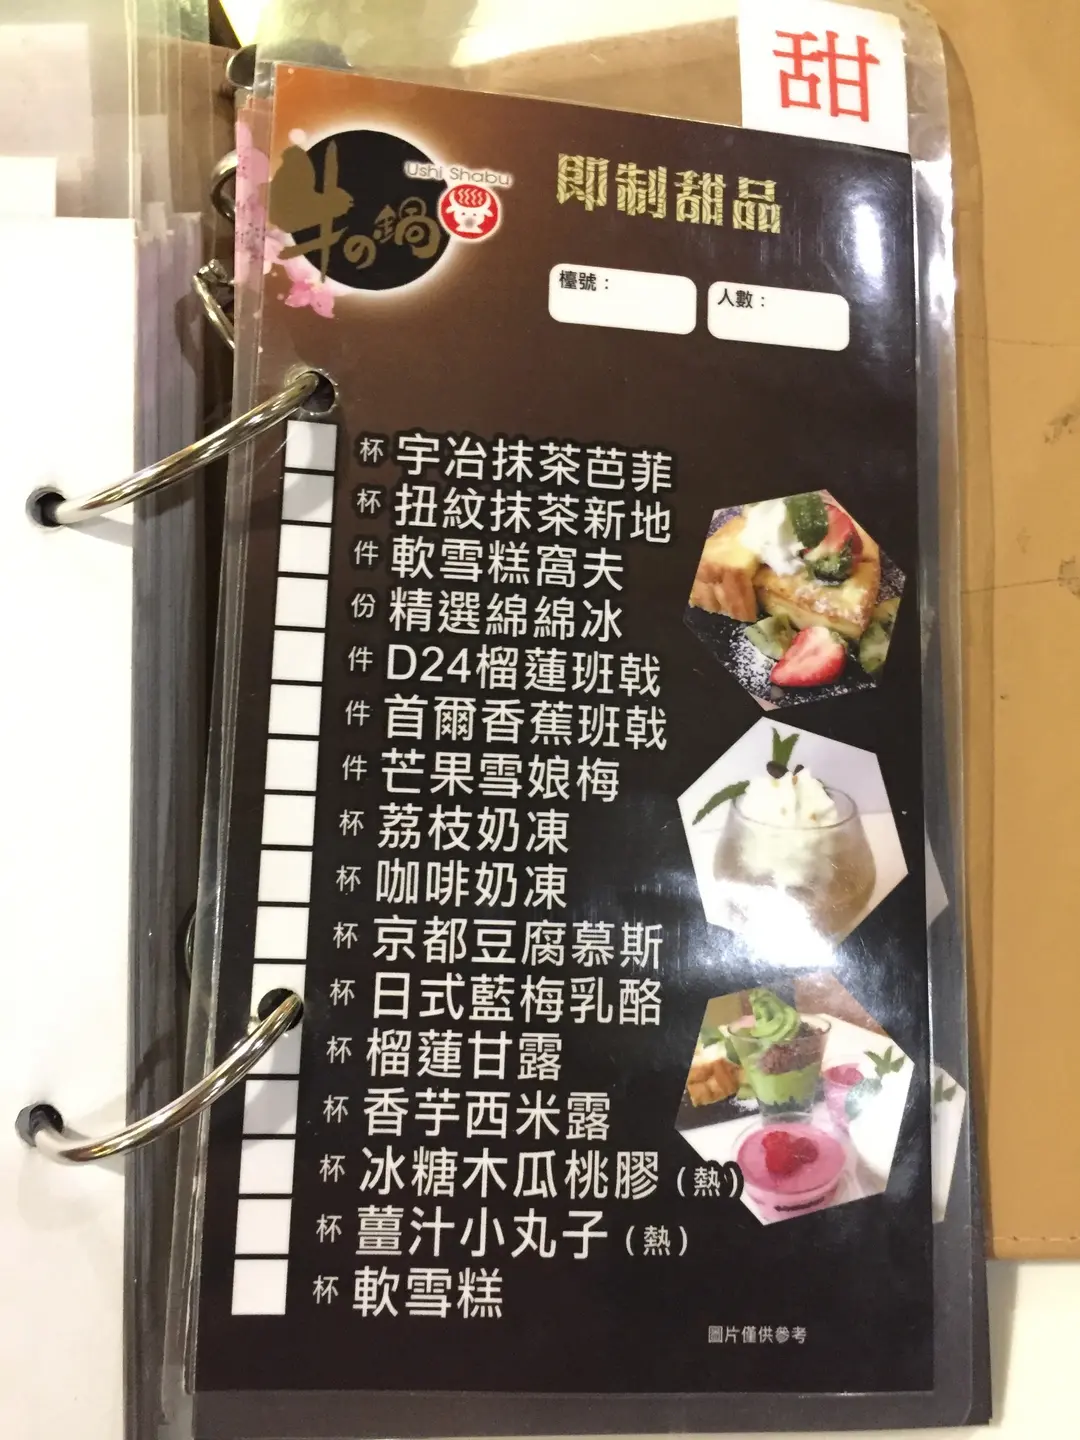 甜
Ushi Shabu
牛の鍋
即制甜品
檯號：
人數：
杯 宇冶抹茶芭菲
杯 扭紋抹茶新地
件 軟雪糕窩夫
份 精選綿綿冰
件 D24榴蓮班戟
件 首爾香蕉班戟
件 芒果雪娘梅
杯 荔枝奶凍
杯 咖啡奶凍
杯 京都豆腐慕斯
杯 日式藍梅乳酪
杯 榴蓮甘露
杯 香芋西米露
杯 冰糖木瓜桃膠（熱）
杯 薑汁小丸子（熱）
杯 軟雪糕
圖片僅供參考